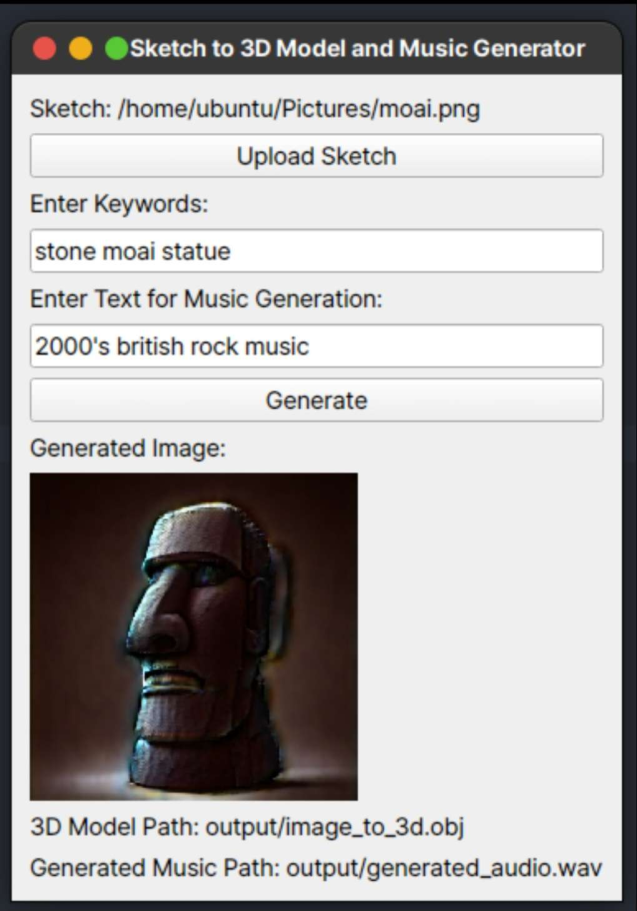 Sketch to 3D Model and Music Generator
Sketch: /home/ubuntu/Pictures/moai.png
Upload Sketch
Enter Keywords:
stone moai statue
Enter Text for Music Generation:
2000's british rock music
Generate
Generated Image:
3D Model Path: output/image_to_3d.obj
Generated Music Path: output/generated_audio.wav